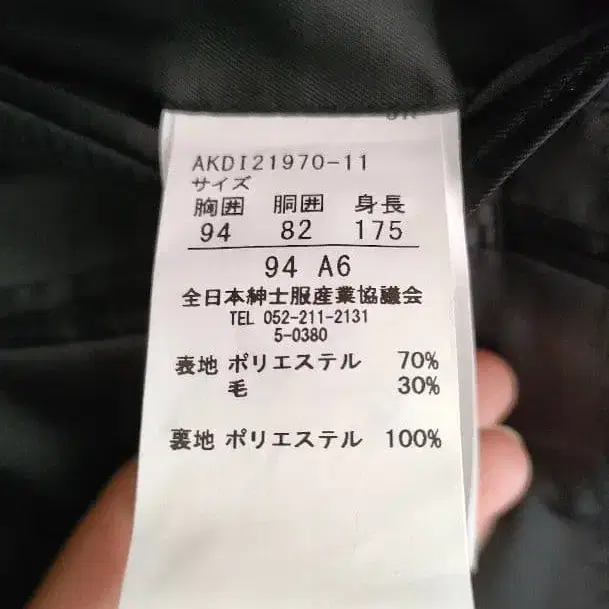 AKDI21970-11
サイズ
胸囲 胴囲 身長
94 82 175
94 A6
全日本紳士服産業協議会
TEL 052-211-2131
5-0380
表地 ポリエステル 70%
毛 30%
裏地 ポリエステル 100%